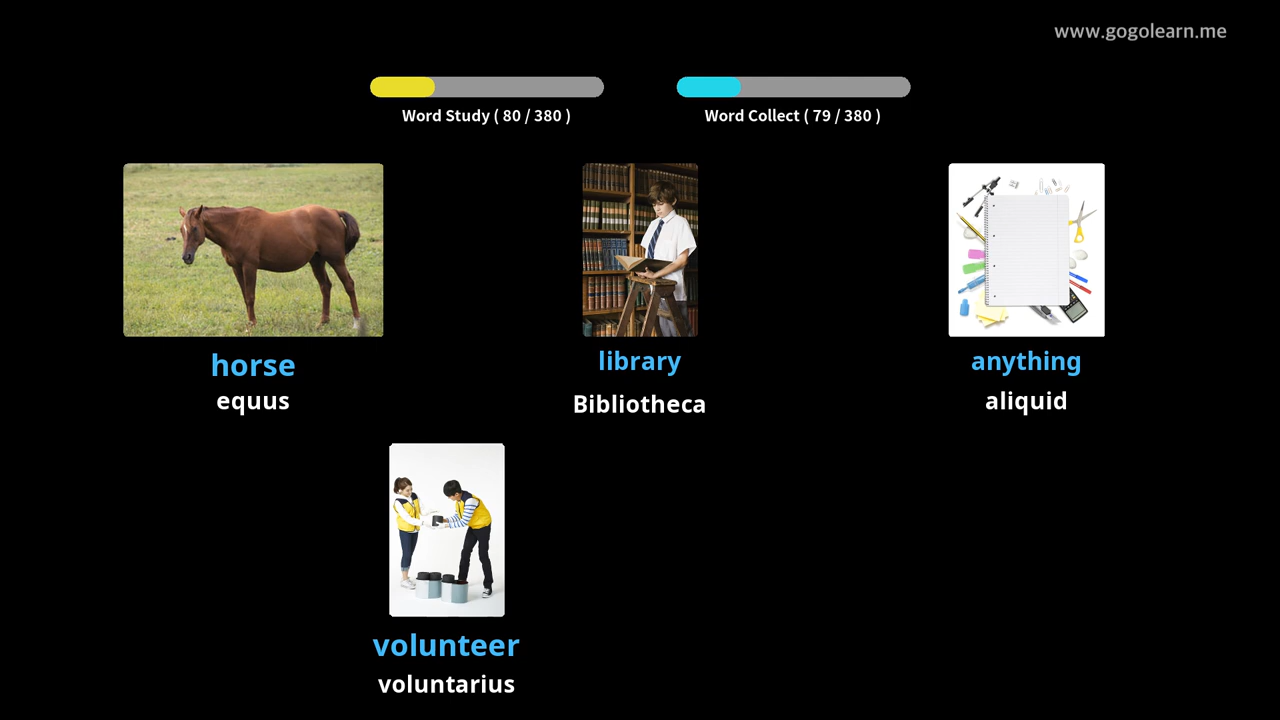 www.gogolearn.me
Word Study ( 80 / 380 )
Word Collect ( 79 / 380 )
horse
equus
library
Bibliotheca
anything
aliquid
volunteer
voluntarius